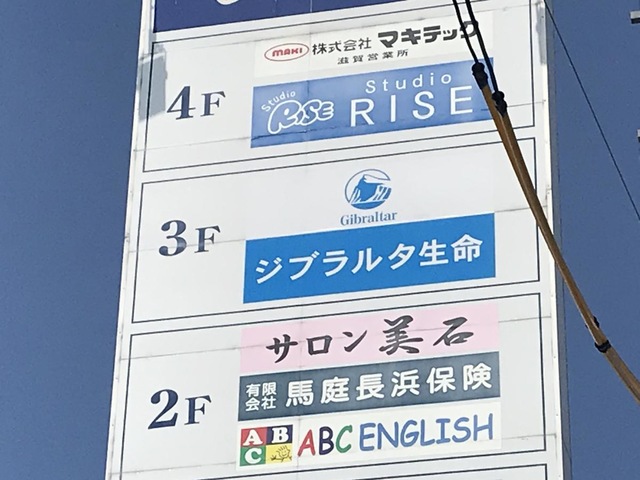 MAKI 株式会社 マキテック
滋賀営業所
4F
Studio RISE
Studio
RISE
3F
Gibraltar
ジブラルタ生命
2F
サロン 美石
有限会社 馬庭長浜保険
ABC ABC ENGLISH